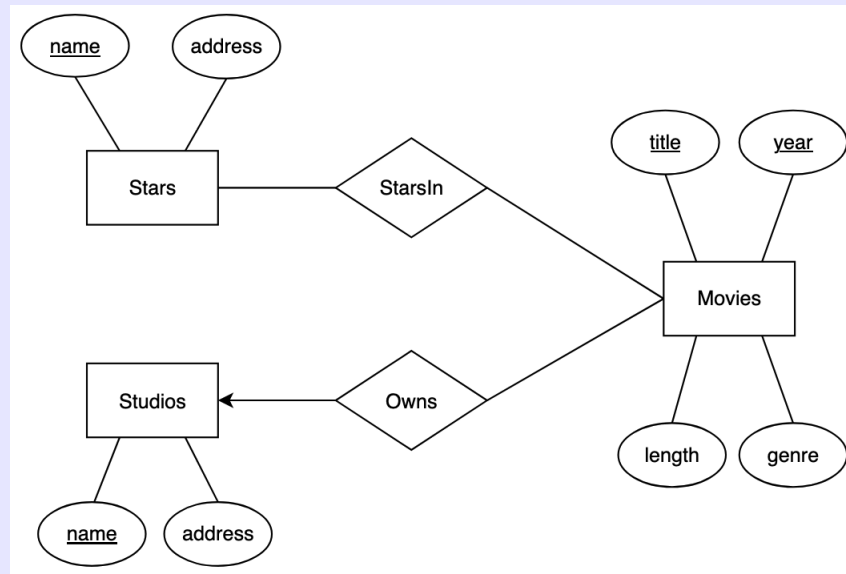 name
address
title
year
Stars
StarsIn
Movies
Studios
Owns
length
genre
name
address